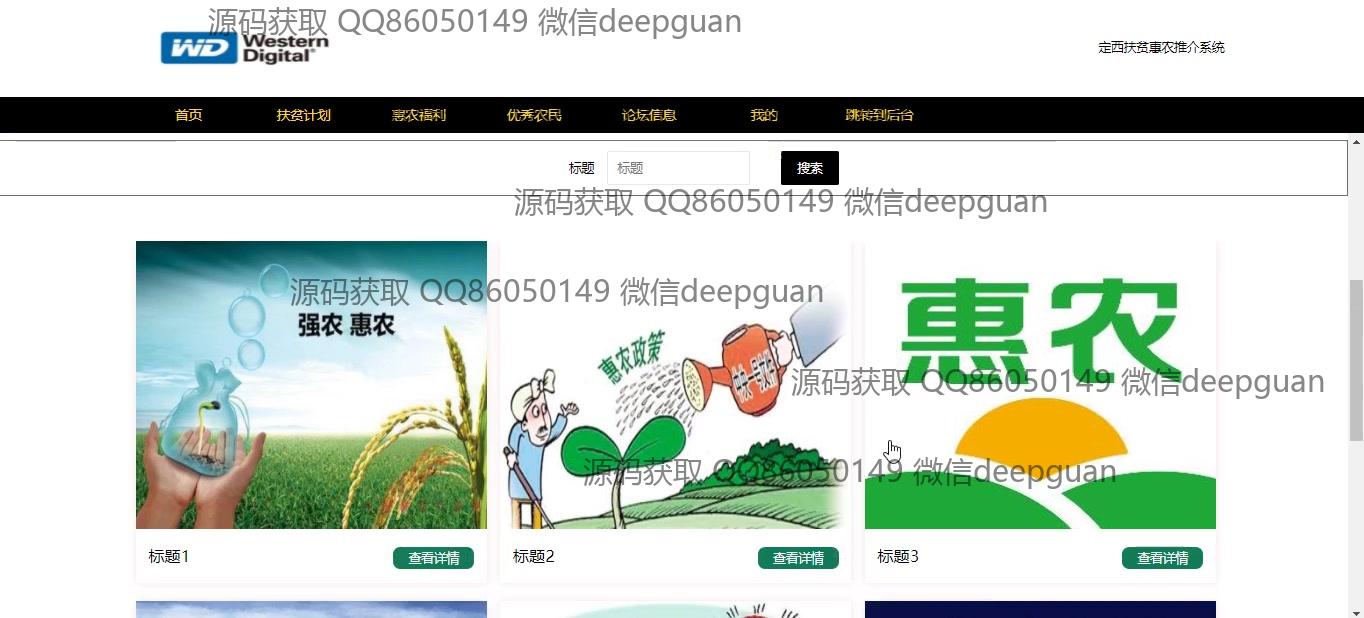 源码获取 QQ86050149 微信deepguan
WD Western
Digital
定西扶贫惠农推介系统
首页 扶贫计划 惠农福利 优秀农民 论坛信息 我的 跳转到后台
标题 标题 搜索
源码获取 QQ86050149 微信deepguan
源码获取 QQ86050149 微信deepguan
强农 惠农
惠农政策
中央一号文件
惠农
源码获取 QQ86050149 微信deepguan
源码获取 QQ86050149 微信deepguan
标题1 查看详情
标题2 查看详情
标题3 查看详情